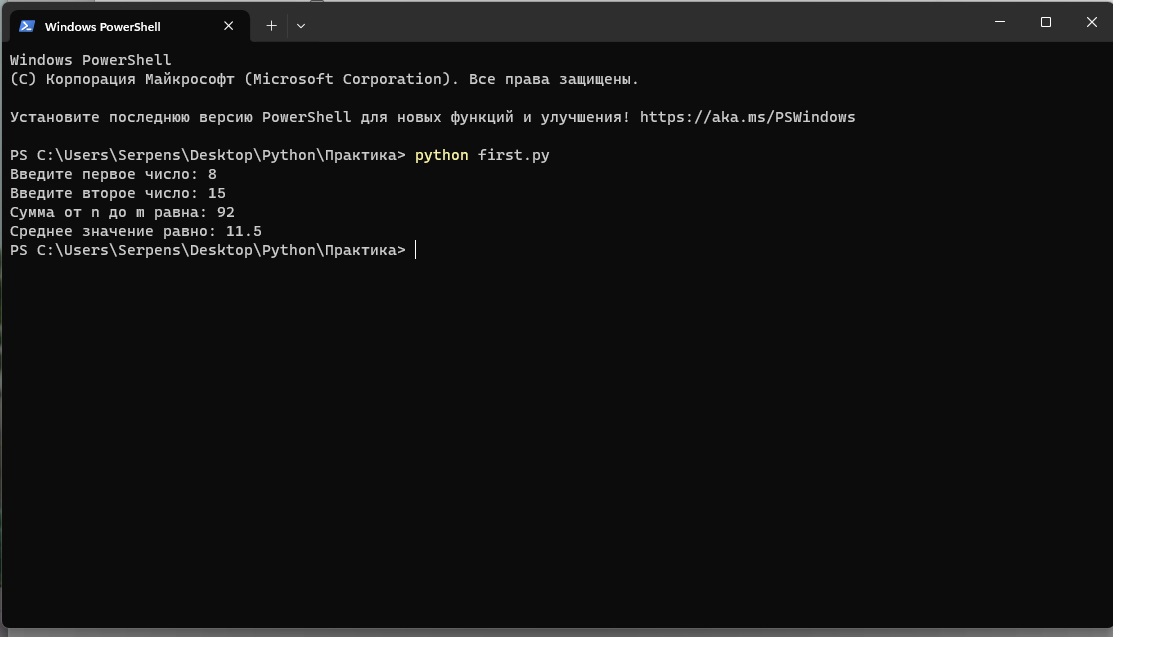 Windows PowerShell
Windows PowerShell
(C) Корпорация Майкрософт (Microsoft Corporation). Все права защищены.
Установите последнюю версию PowerShell для новых функций и улучшения! https://aka.ms/PSWindows
PS C:\Users\Serpens\Desktop\Python\Практика> python first.py
Введите первое число: 8
Введите второе число: 15
Сумма от n до m равна: 92
Среднее значение равно: 11.5
PS C:\Users\Serpens\Desktop\Python\Практика>